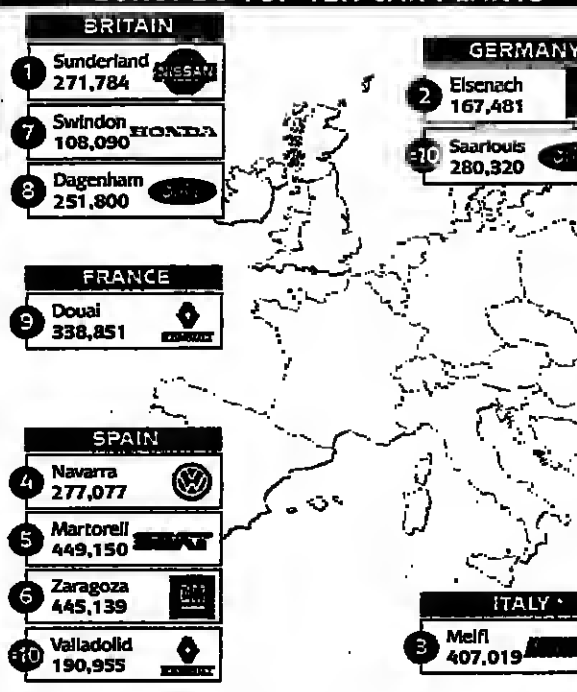 BRITAIN
1 Sunderland
271,784
NISSAN
7 Swindon
108,090
HONDA
8 Dagenham
251,800
FRANCE
9 Douai
338,851
SPAIN
4 Navarra
277,077
5 Martorell
449,150
6 Zaragoza
445,139
=10 Valladolid
190,955
GERMANY
2 Eisenach
167,481
=10 Saarlouis
280,320
ITALY
3 Melfi
407,019